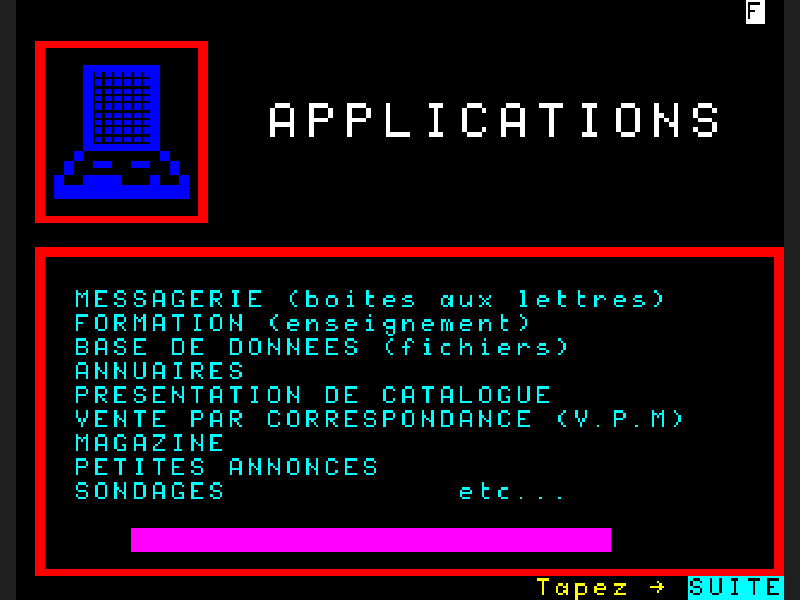 F
APPLICATIONS
MESSAGERIE (boites aux lettres)
FORMATION (enseignement)
BASE DE DONNEES (fichiers)
ANNUAIRES
PRESENTATION DE CATALOGUE
VENTE PAR CORRESPONDANCE (V.P.M)
MAGAZINE
PETITES ANNONCES
SONDAGES etc...
Tapez → SUITE